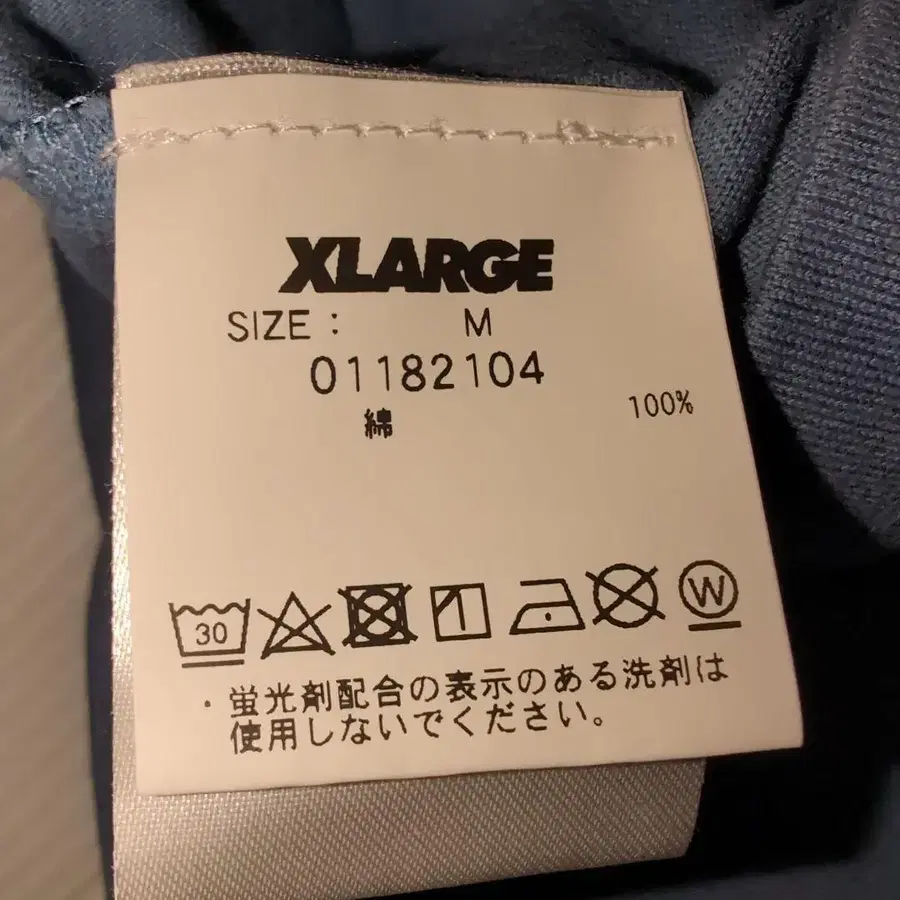 XLARGE
SIZE : M
01182104
綿 100%
30 W
・蛍光剤配合の表示のある洗剤は
使用しないでください。